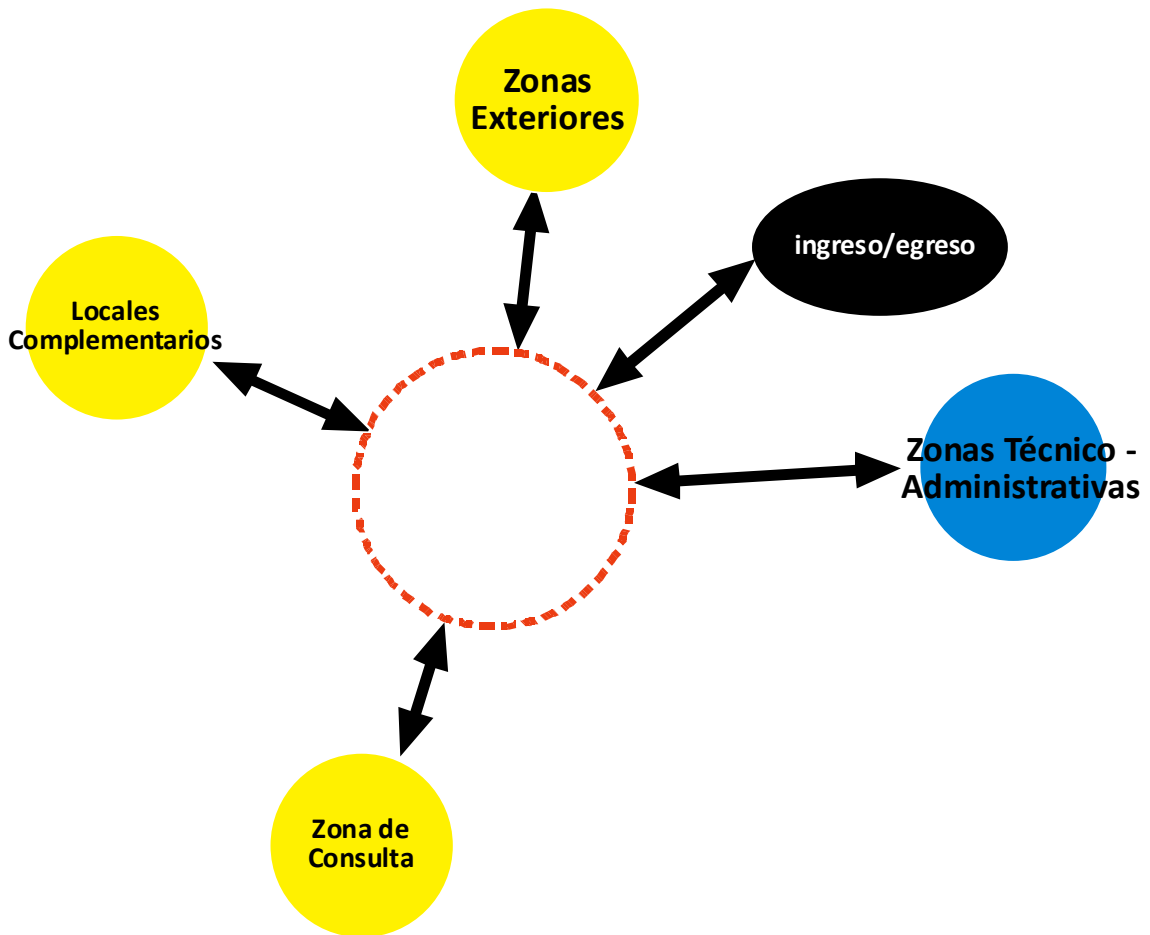 Zonas
Exteriores
ingreso/egreso
Locales
Complementarios
Zonas Técnico -
Administrativas
Zona de
Consulta